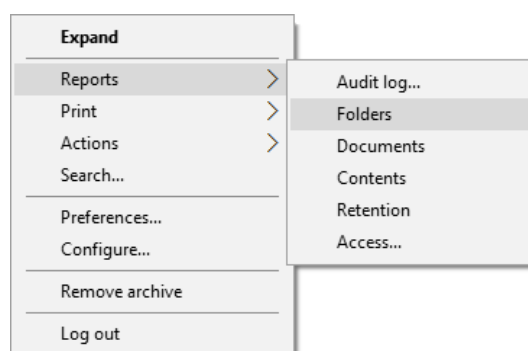 Expand
Reports
Print
Actions
Search...
Preferences...
Configure...
Remove archive
Log out
Audit log...
Folders
Documents
Contents
Retention
Access...